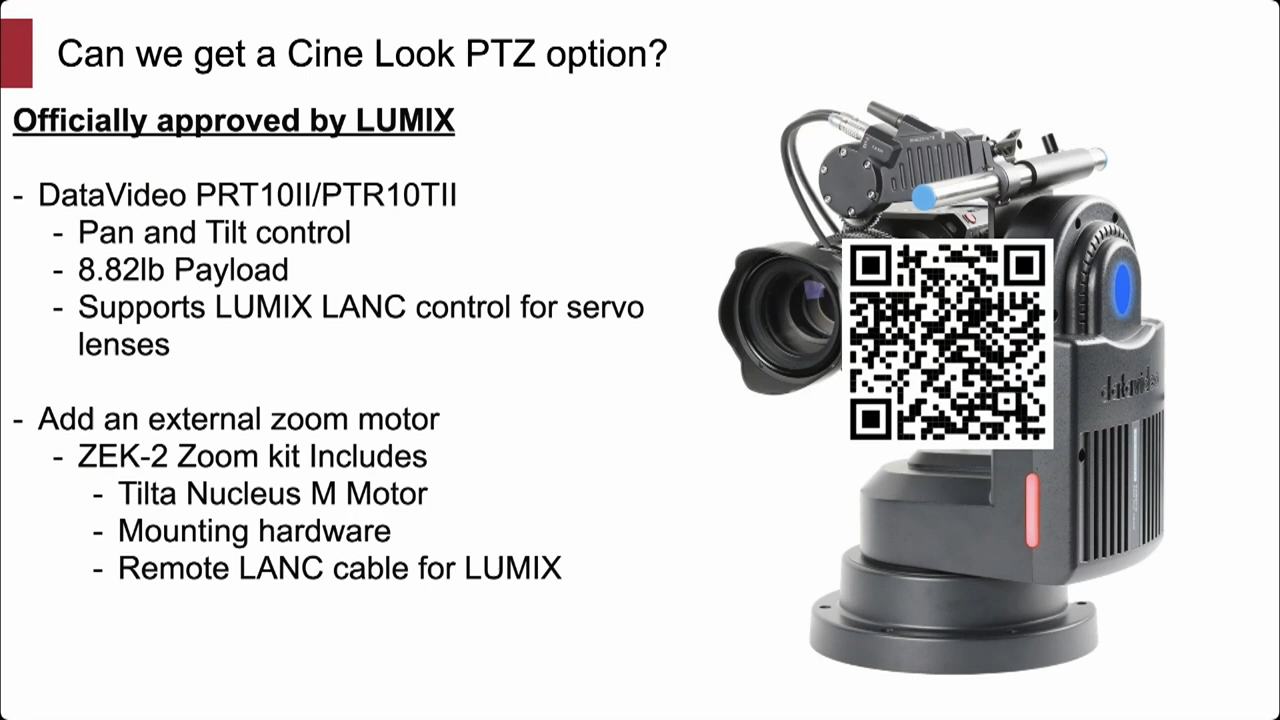 Can we get a Cine Look PTZ option?
Officially approved by LUMIX
- DataVideo PRT10II/PTR10TII
- Pan and Tilt control
- 8.82lb Payload
- Supports LUMIX LANC control for servo
lenses
- Add an external zoom motor
- ZEK-2 Zoom kit Includes
- Tilta Nucleus M Motor
- Mounting hardware
- Remote LANC cable for LUMIX
datavideo